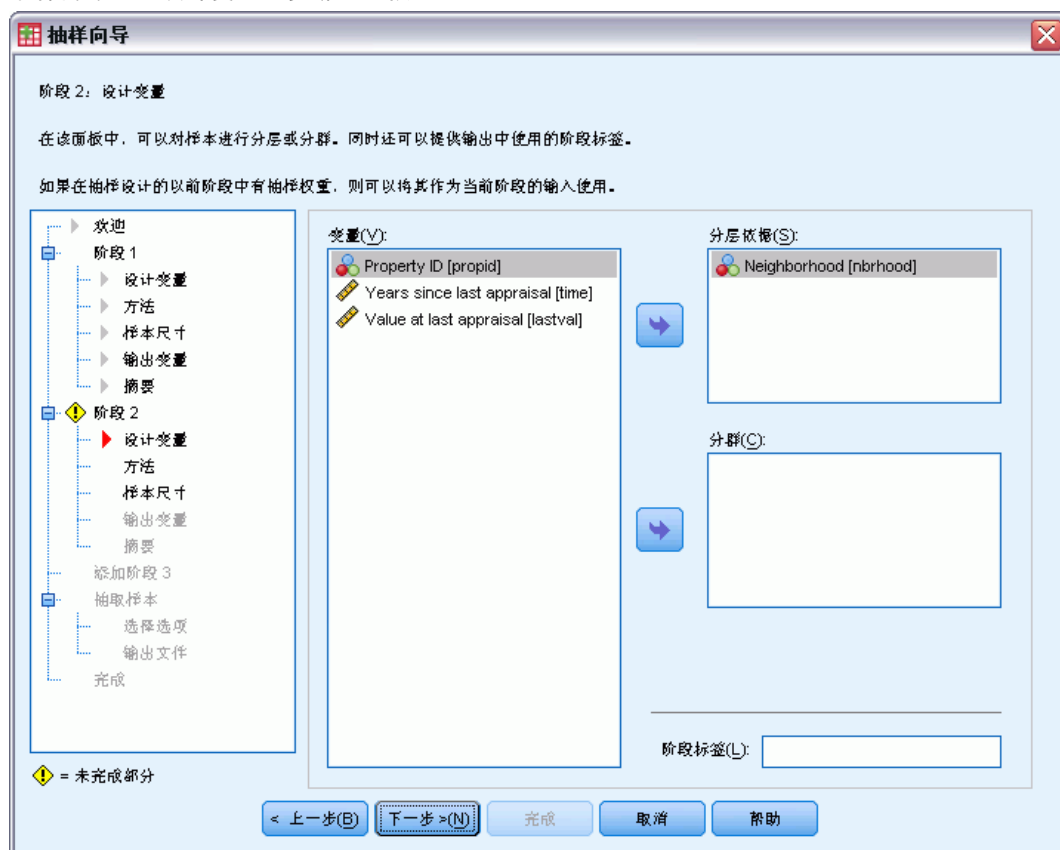 抽样向导
阶段 2：设计变量
在该面板中，可以对样本进行分层或分群。同时还可以提供输出中使用的阶段标签。
如果在抽样设计的以前阶段中有抽样权重，则可以将其作为当前阶段的输入使用。
欢迎
阶段 1
设计变量
方法
样本尺寸
输出变量
摘要
阶段 2
设计变量
方法
样本尺寸
输出变量
摘要
添加阶段 3
抽取样本
选择选项
输出文件
完成
= 未完成部分
变量(V):
Property ID [propid]
Years since last appraisal [time]
Value at last appraisal [lastval]
分层依据(S):
Neighborhood [nbrhood]
分群(C):
阶段标签(L):
< 上一步(B)
下一步 >(N)
完成
取消
帮助